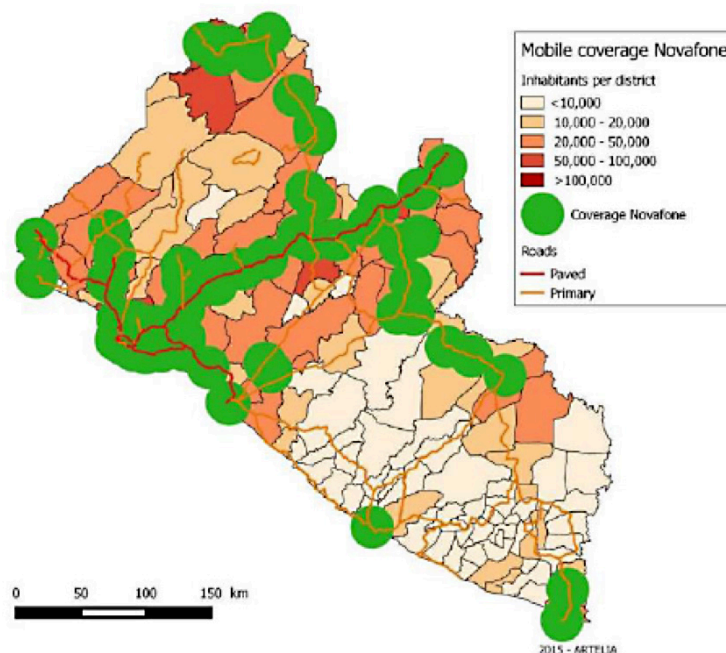 Mobile coverage Novafone
Inhabitants per district
<10,000
10,000 - 20,000
20,000 - 50,000
50,000 - 100,000
>100,000
Coverage Novafone
Roads
Paved
Primary
0 50 100 150 km
2015 - ARTELIA